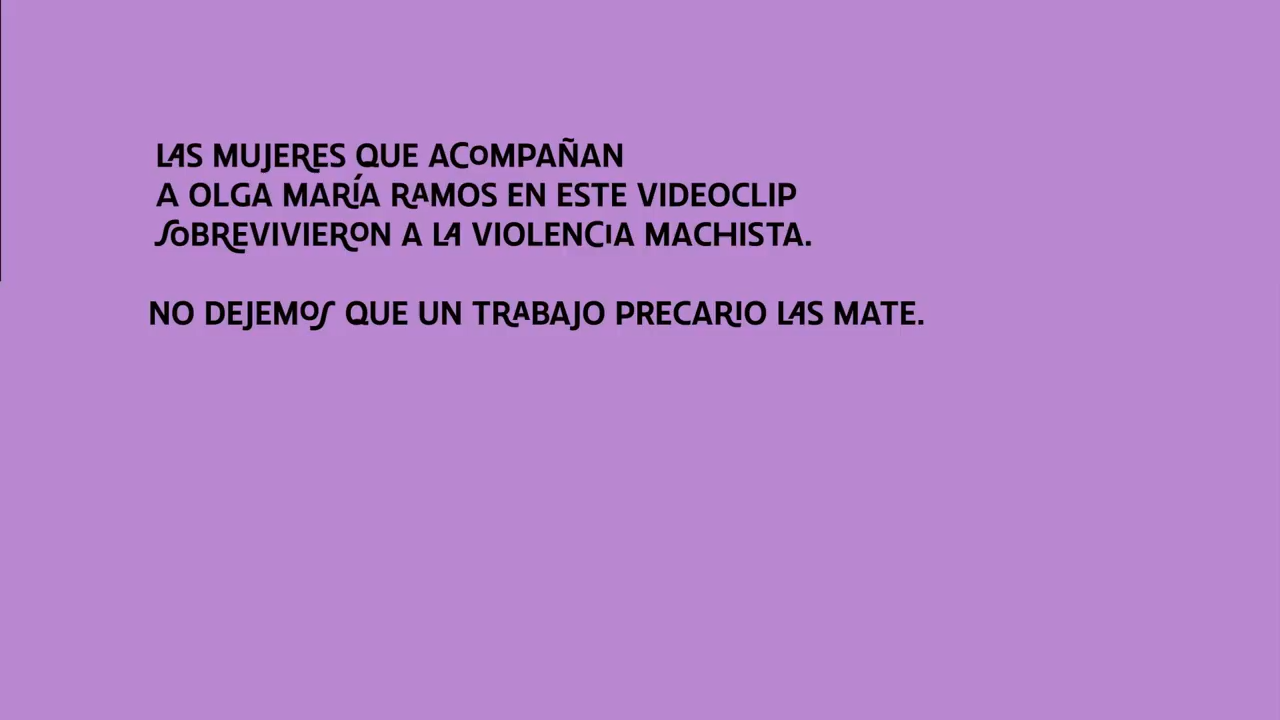 LAS MUJERES QUE ACOMPAÑAN
A OLGA MARÍA RAMOS EN ESTE VIDEOCLIP
SOBREVIVIERON A LA VIOLENCIA MACHISTA.
NO DEJEMOS QUE UN TRABAJO PRECARIO LAS MATE.